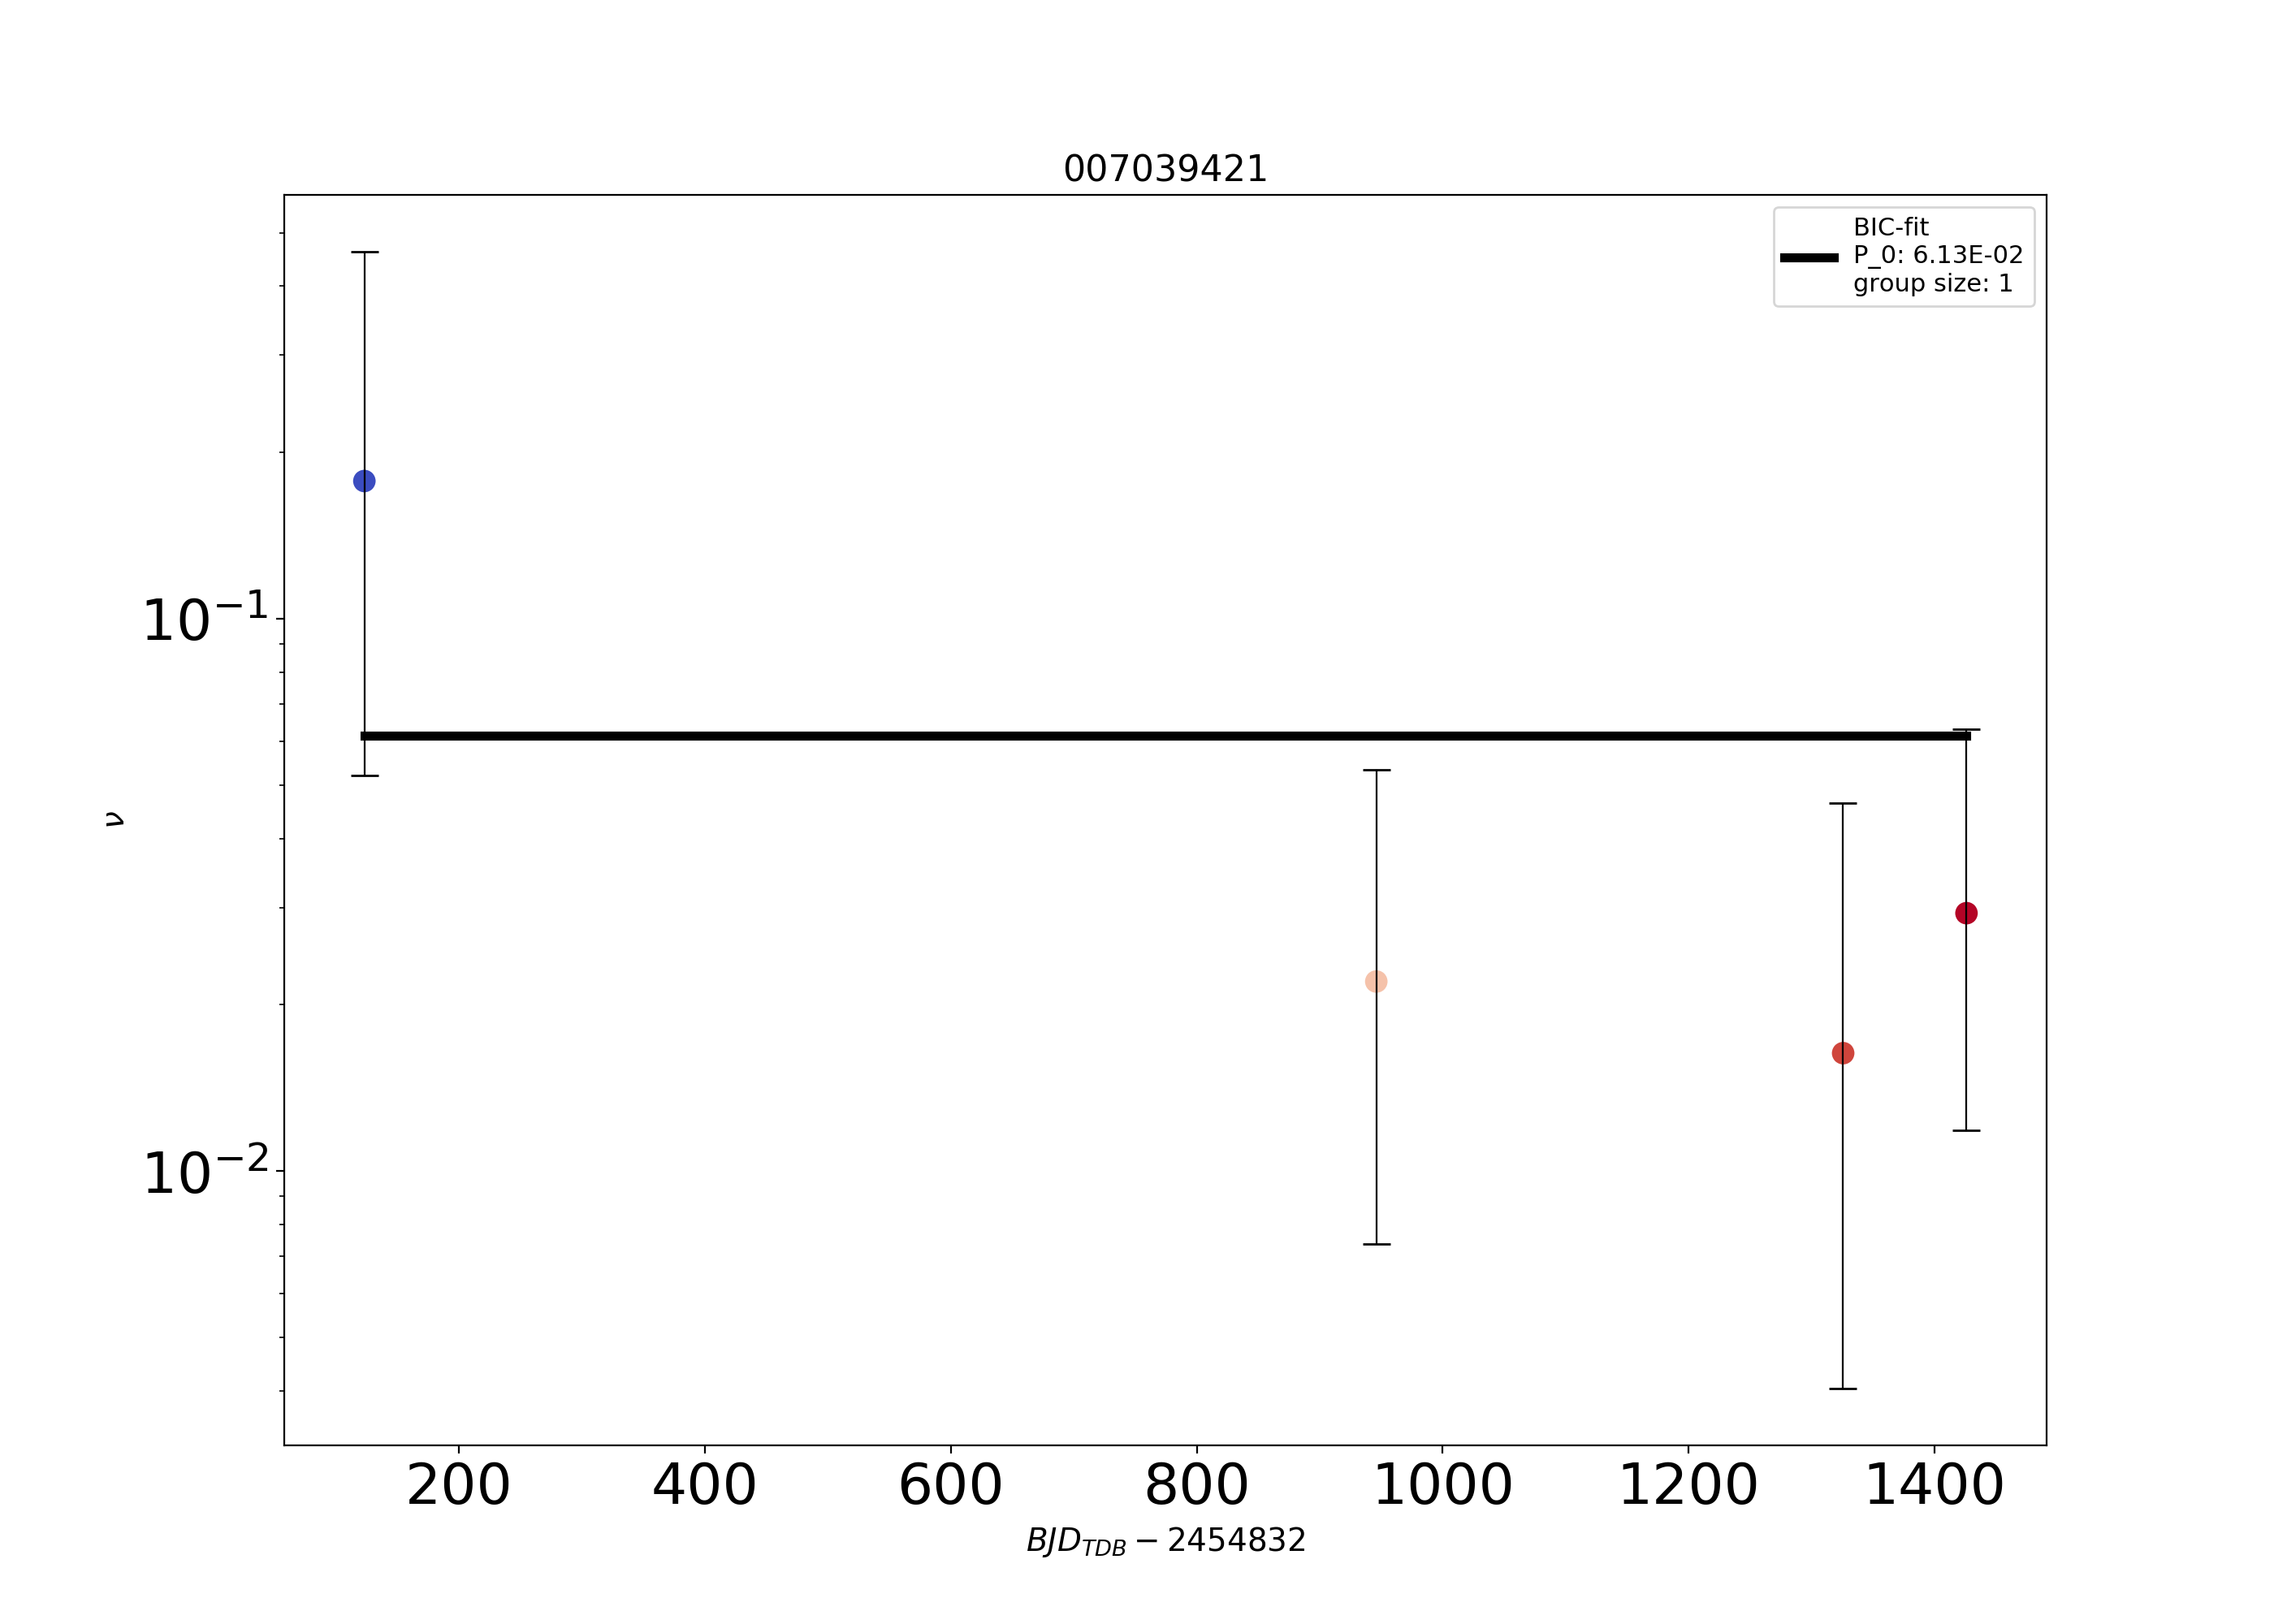 007039421
BIC-fit
P_0: 6.13E-02
group size: 1
10⁻¹
10⁻²
ν
200 400 600 800 1000 1200 1400
BJD_{TDB} − 2454832